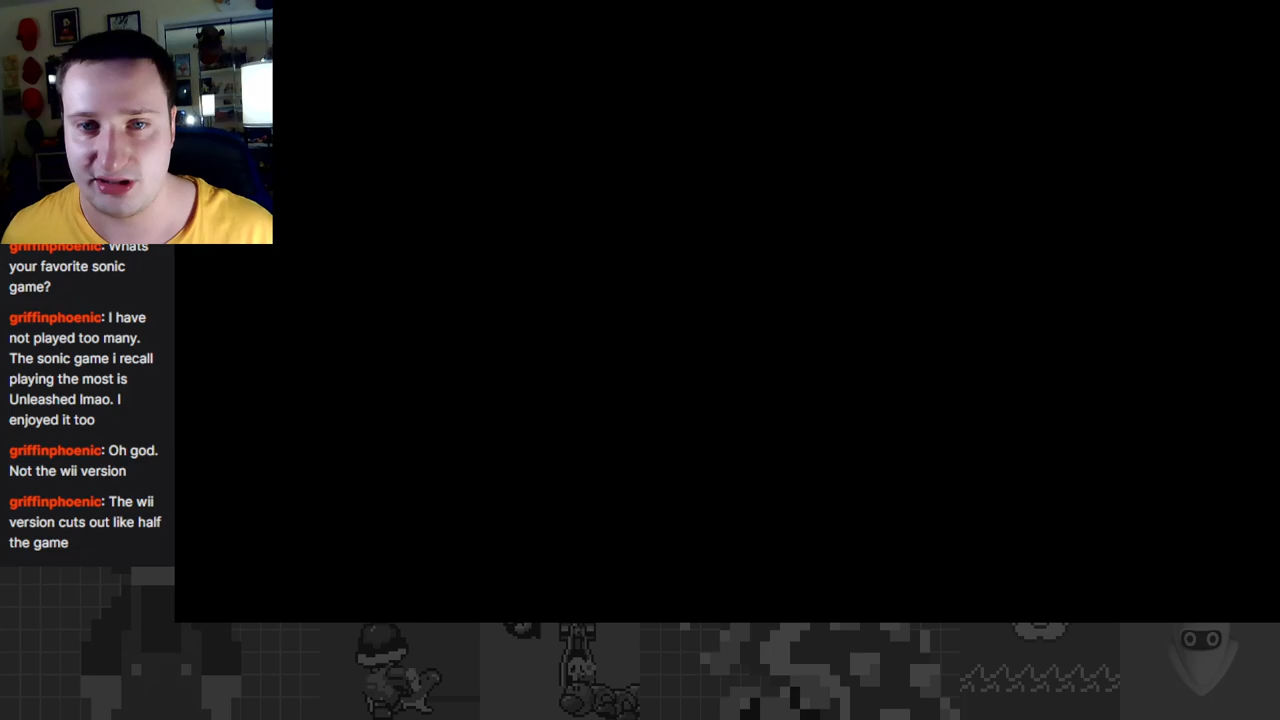 griffinphoenic: Whats
your favorite sonic
game?
griffinphoenic: I have
not played too many.
The sonic game i recall
playing the most is
Unleashed lmao. I
enjoyed it too
griffinphoenic: Oh god.
Not the wii version
griffinphoenic: The wii
version cuts out like half
the game